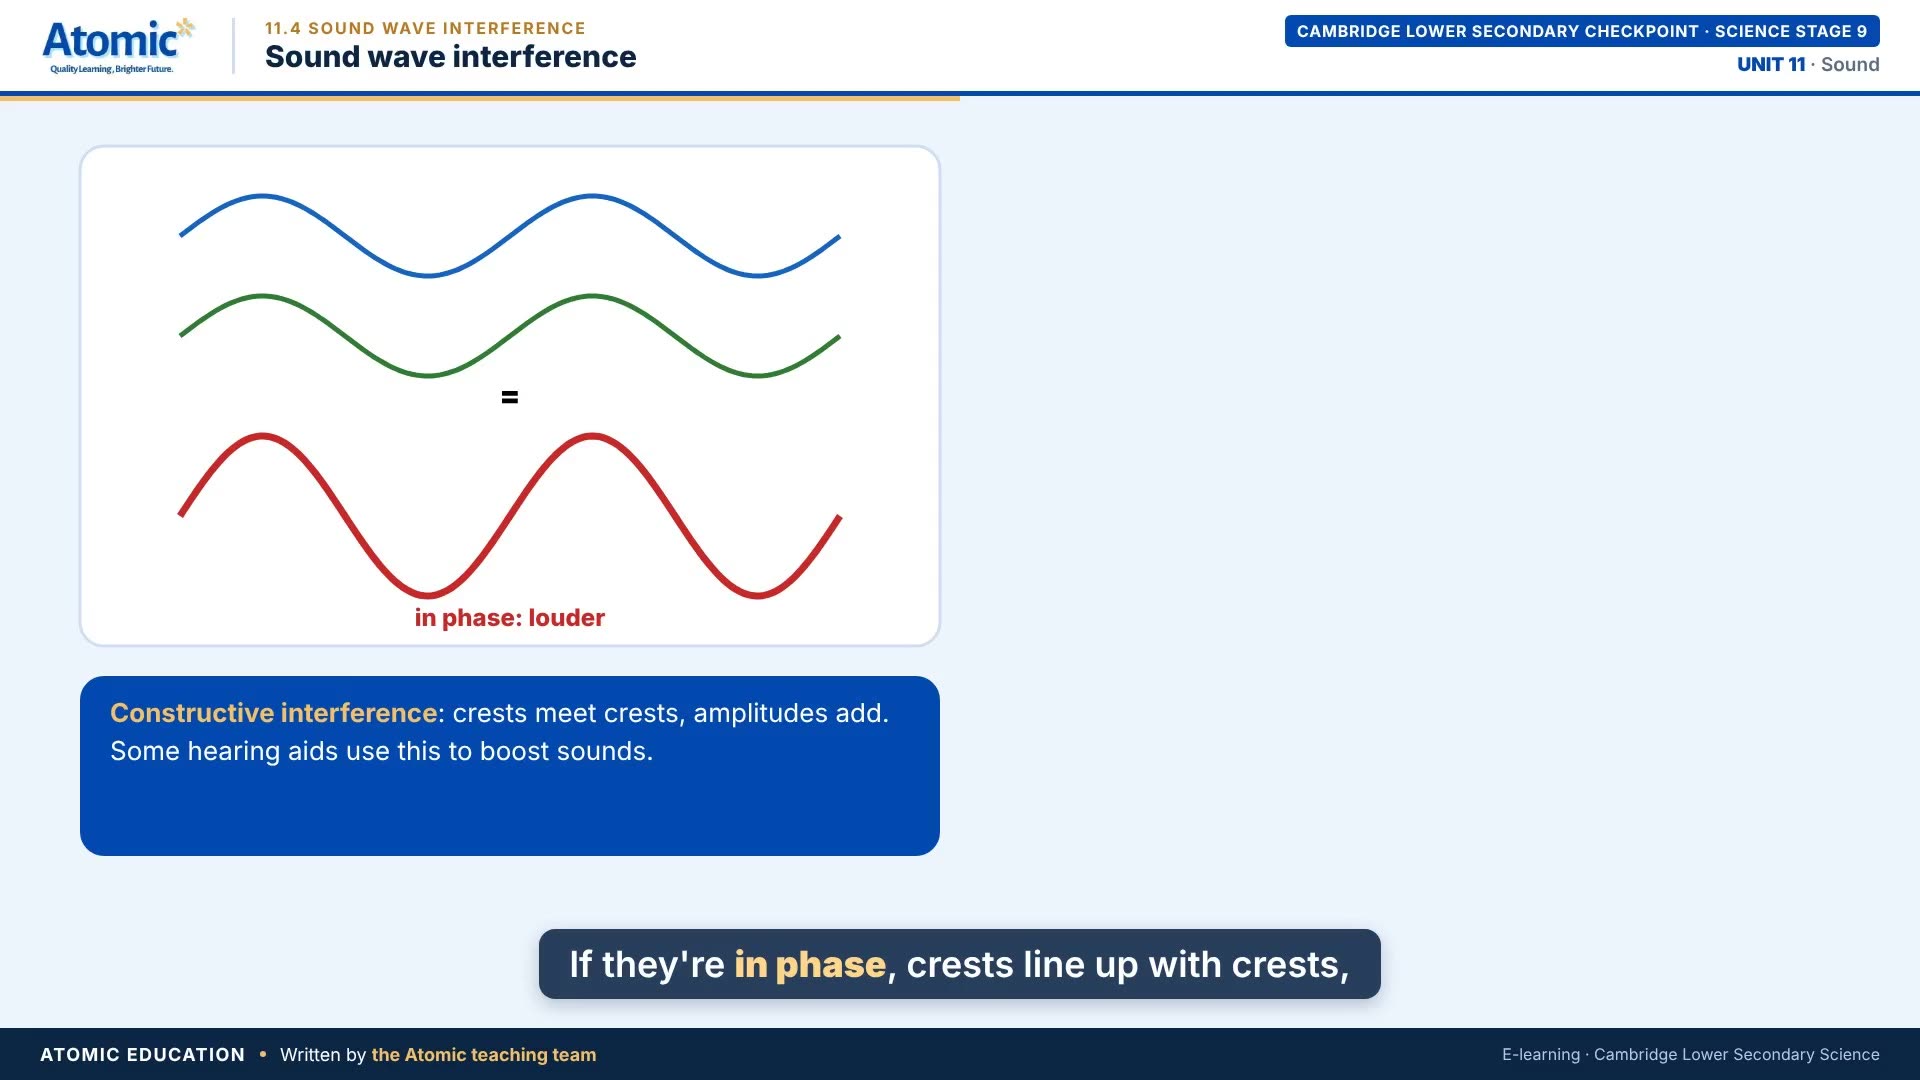 Atomic
Quality Learning, Brighter Future.
11.4 SOUND WAVE INTERFERENCE
Sound wave interference
CAMBRIDGE LOWER SECONDARY CHECKPOINT · SCIENCE STAGE 9
UNIT 11 · Sound
=
in phase: louder
Constructive interference: crests meet crests, amplitudes add.
Some hearing aids use this to boost sounds.
If they're in phase, crests line up with crests,
ATOMIC EDUCATION • Written by the Atomic teaching team
E-learning · Cambridge Lower Secondary Science